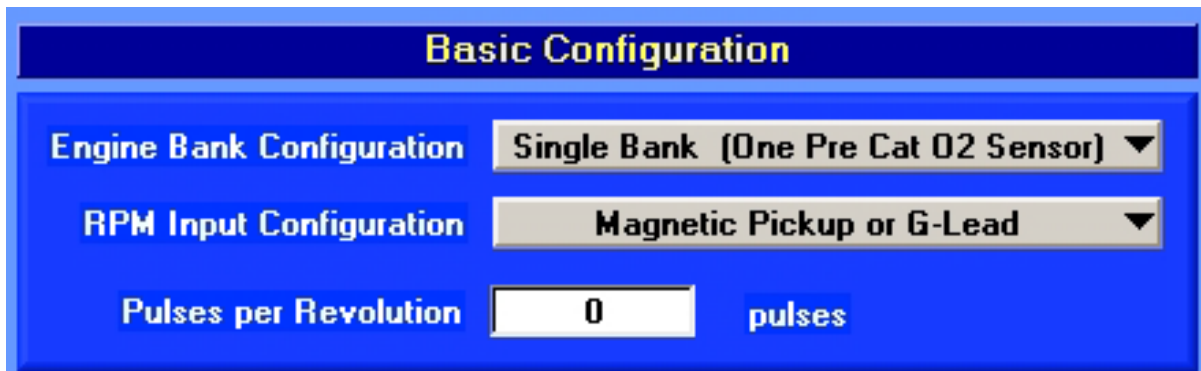 Basic Configuration
Engine Bank Configuration Single Bank (One Pre Cat O2 Sensor)
RPM Input Configuration Magnetic Pickup or G-Lead
Pulses per Revolution 0 pulses